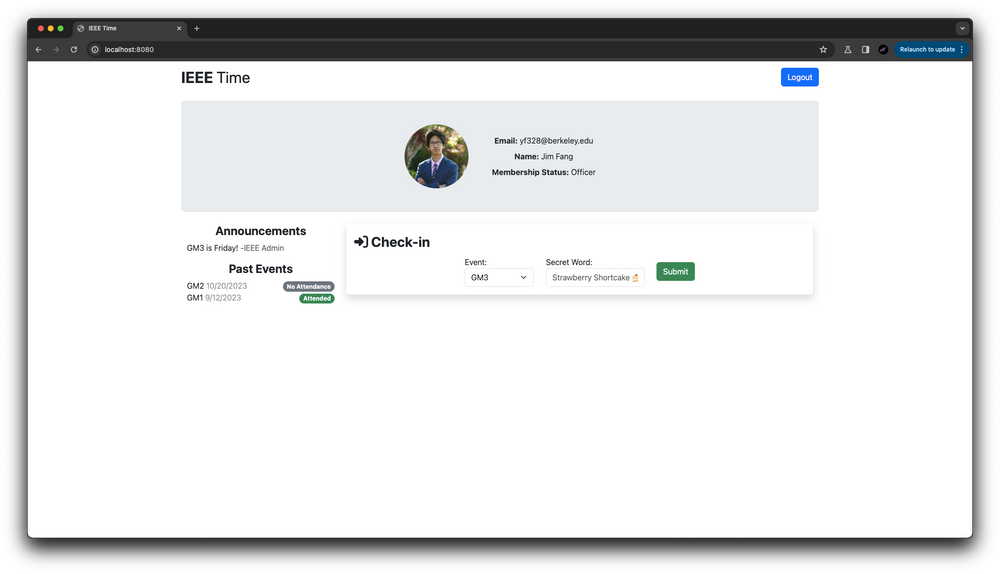 IEEE Time
localhost:8080
Relaunch to update
IEEE Time
Logout
Email: yf328@berkeley.edu
Name: Jim Fang
Membership Status: Officer
Announcements
GM3 is Friday! -IEEE Admin
Past Events
GM2 10/20/2023 No Attendance
GM1 9/12/2023 Attended
Check-in
Event:
GM3
Secret Word:
Strawberry Shortcake 🍰
Submit